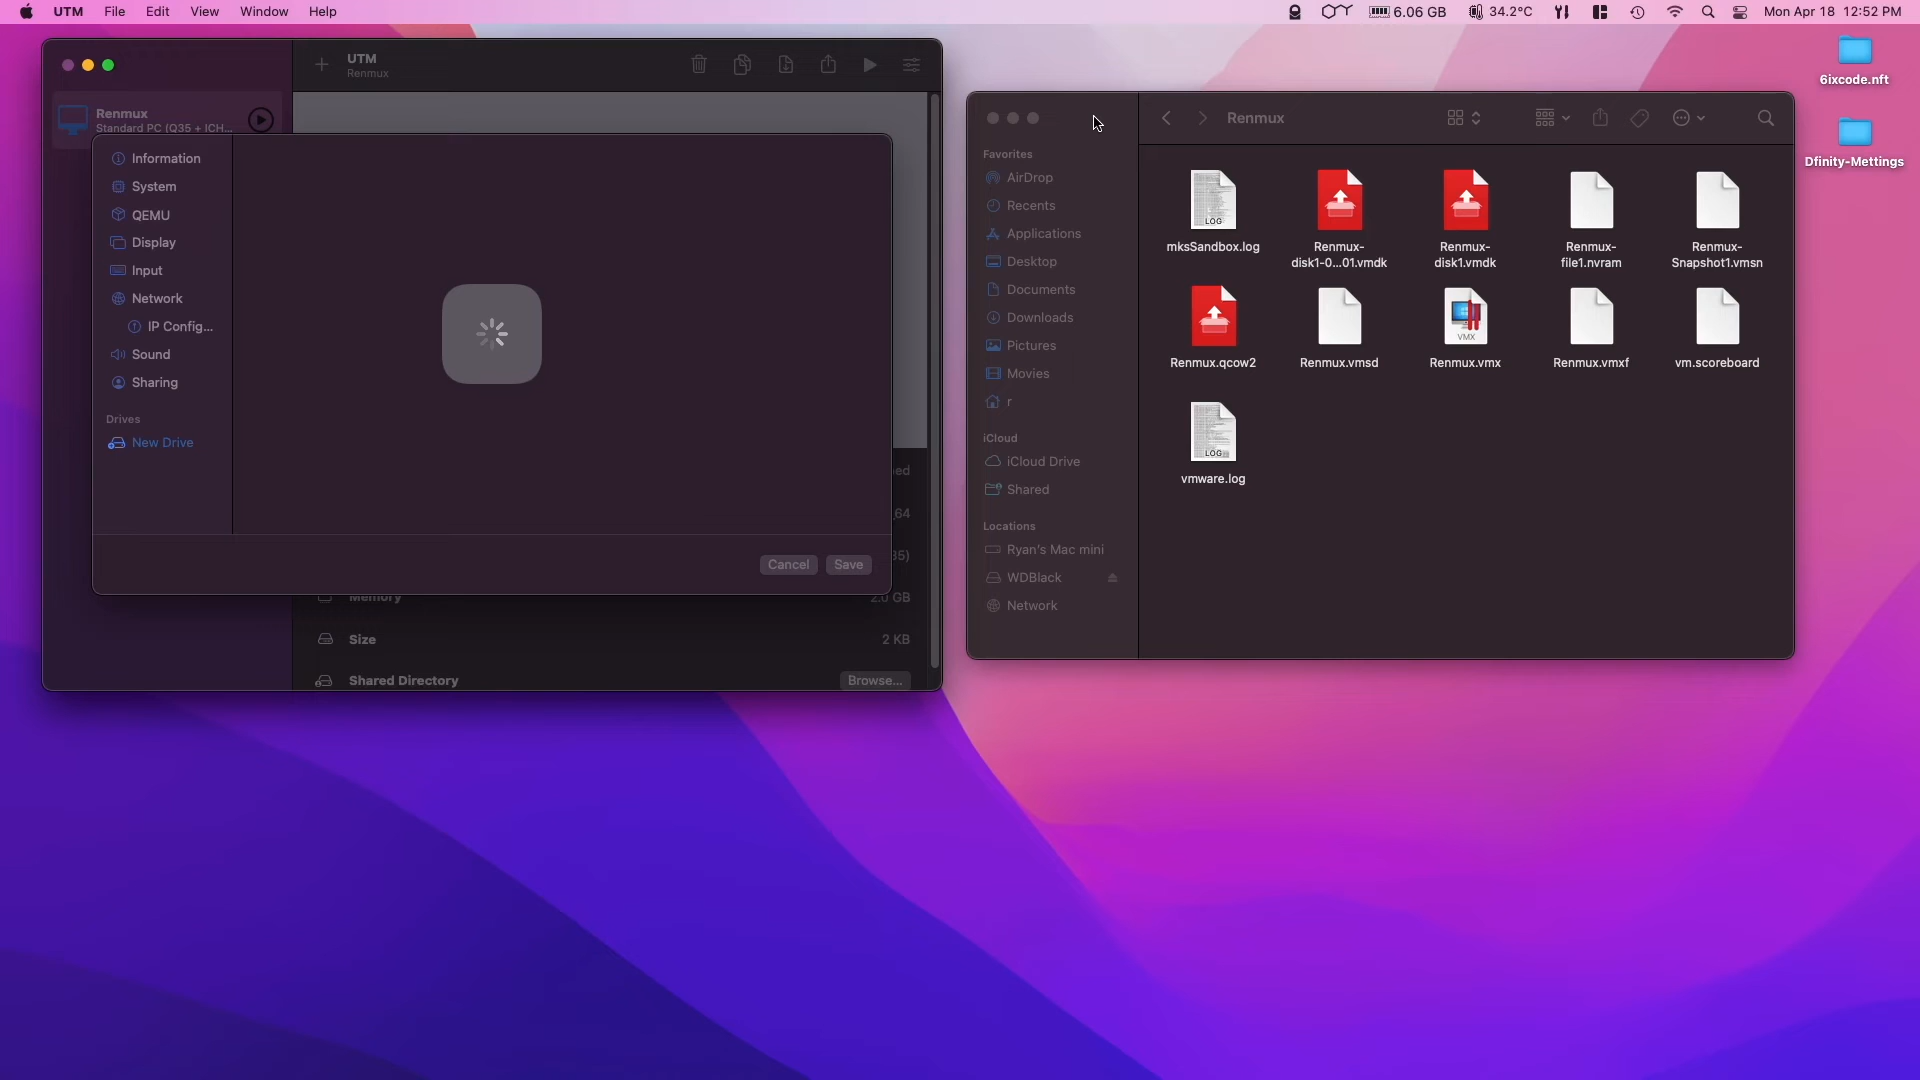 UTM File Edit View Window Help
6.06 GB 34.2°C Mon Apr 18 12:52 PM
UTM
Renmux
Renmux
Standard PC (Q35 + ICH...
Information
System
QEMU
Display
Input
Network
IP Config...
Sound
Sharing
Drives
New Drive
Cancel Save
Memory 2.0 GB
Size 2 KB
Shared Directory Browse...
Renmux
Favorites
AirDrop
Recents
Applications
Desktop
Documents
Downloads
Pictures
Movies
r
iCloud
iCloud Drive
Shared
Locations
Ryan's Mac mini
WDBlack
Network
LOG
mksSandbox.log
Renmux-
disk1-0...01.vmdk
Renmux-
disk1.vmdk
Renmux-
file1.nvram
Renmux-
Snapshot1.vmsn
Renmux.qcow2
Renmux.vmsd
VMX
Renmux.vmx
Renmux.vmxf
vm.scoreboard
LOG
vmware.log
6ixcode.nft
Dfinity-Mettings